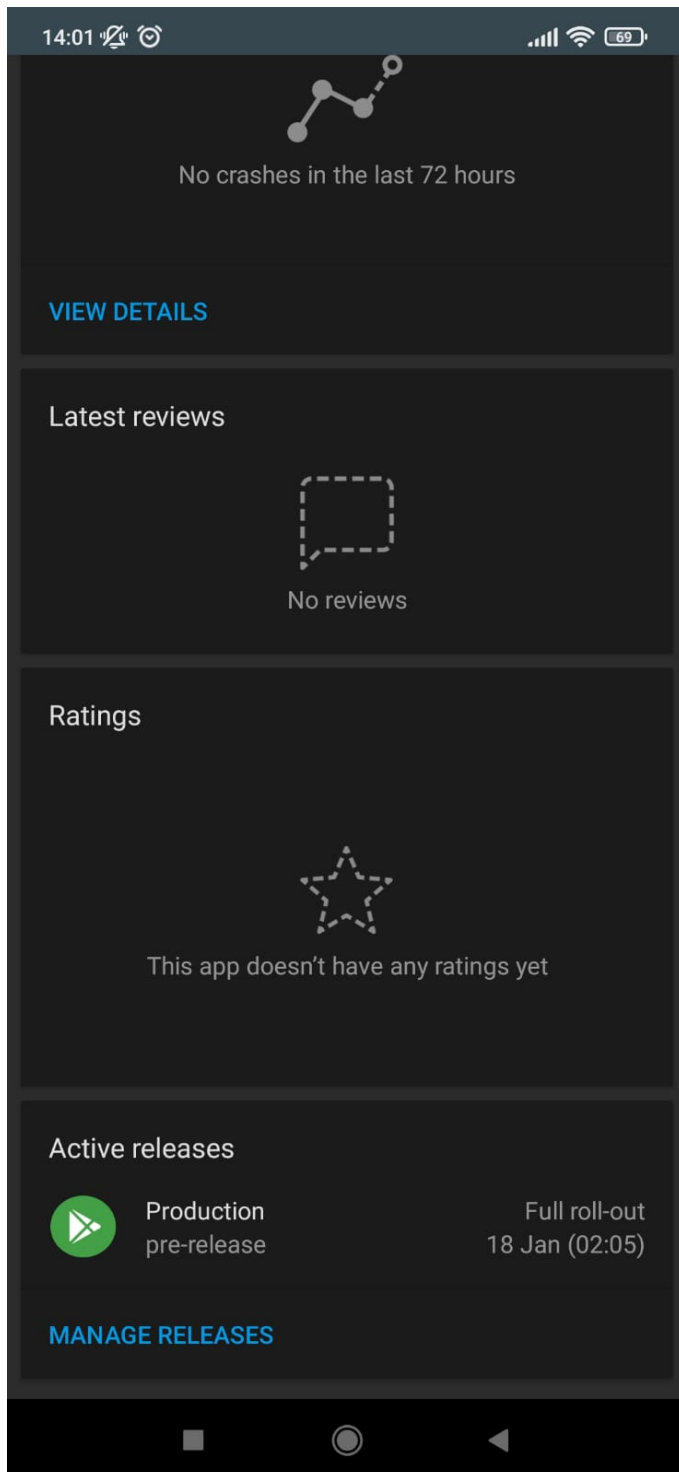 14:01
69
No crashes in the last 72 hours
VIEW DETAILS
Latest reviews
No reviews
Ratings
This app doesn’t have any ratings yet
Active releases
Production Full roll-out
pre-release 18 Jan (02:05)
MANAGE RELEASES